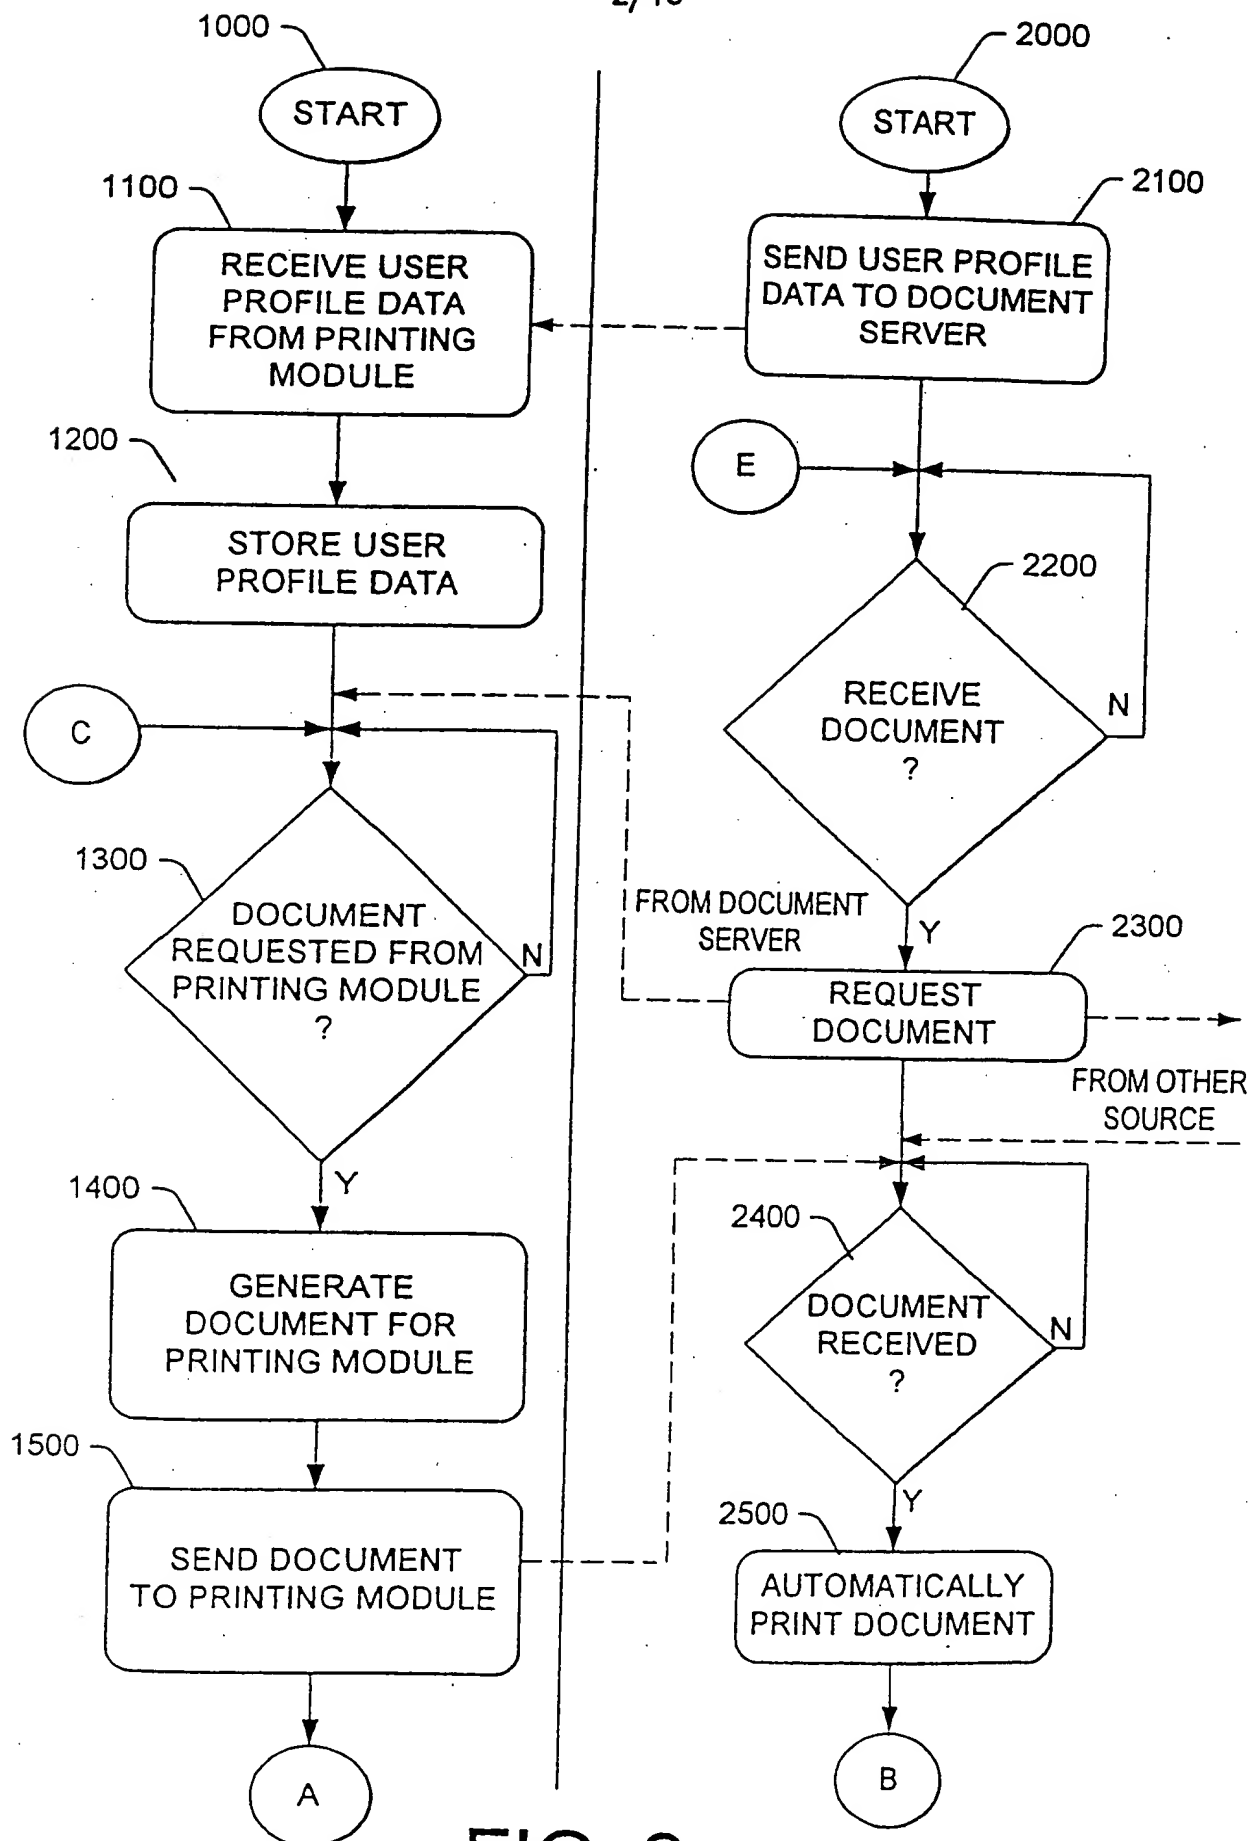 1000
START
1100
RECEIVE USER
PROFILE DATA
FROM PRINTING
MODULE
1200
STORE USER
PROFILE DATA
C
1300
DOCUMENT
REQUESTED FROM
PRINTING MODULE
?
N
Y
1400
GENERATE
DOCUMENT FOR
PRINTING MODULE
1500
SEND DOCUMENT
TO PRINTING MODULE
A
2000
START
2100
SEND USER PROFILE
DATA TO DOCUMENT
SERVER
E
2200
RECEIVE
DOCUMENT
?
N
Y
FROM DOCUMENT
SERVER
2300
REQUEST
DOCUMENT
FROM OTHER
SOURCE
2400
DOCUMENT
RECEIVED
?
N
Y
2500
AUTOMATICALLY
PRINT DOCUMENT
B